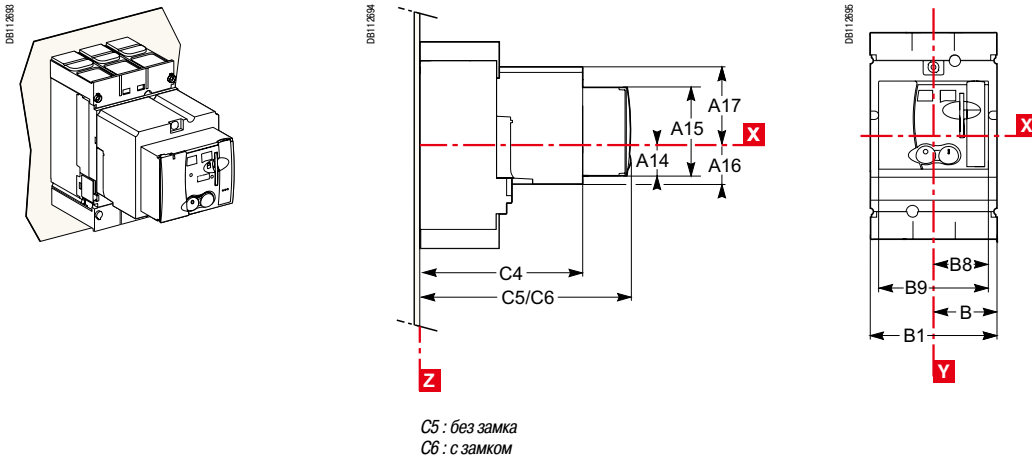 DB112693
DB112694
DB112695
A17
A15
X
A14
A16
C4
C5/C6
Z
X
B8
B9
B
B1
Y
C5 : без замка
C6 : с замком